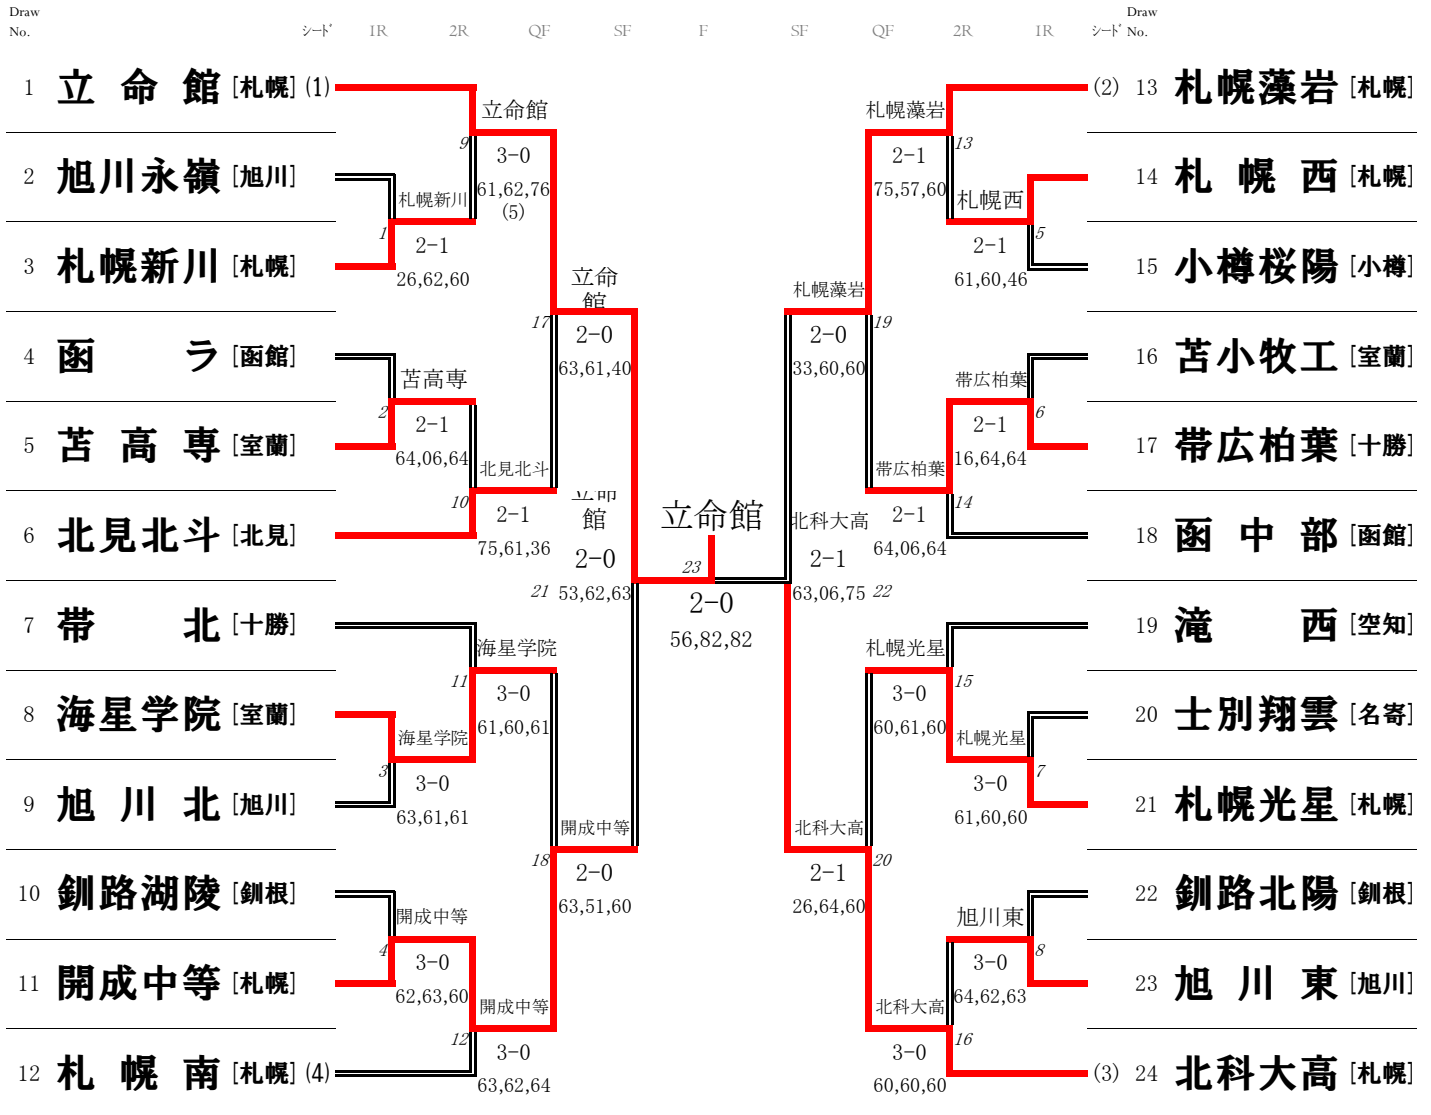 Draw
No.
シード 1R 2R QF SF F SF QF 2R 1R シード
Draw
No.
1 立命館 [札幌] (1)
2 旭川永嶺 [旭川]
3 札幌新川 [札幌]
4 函ラ [函館]
5 苫高専 [室蘭]
6 北見北斗 [北見]
7 帯北 [十勝]
8 海星学院 [室蘭]
9 旭川北 [旭川]
10 釧路湖陵 [釧根]
11 開成中等 [札幌]
12 札幌南 [札幌] (4)
札幌新川
1
2-1
26,62,60
苫高専
2
2-1
64,06,64
海星学院
3
3-0
63,61,61
開成中等
4
3-0
62,63,60
立命館
9
3-0
61,62,76
(5)
北見北斗
10
2-1
75,61,36
海星学院
11
3-0
61,60,61
開成中等
12
3-0
63,62,64
立命
館
17
2-0
63,61,40
開成中等
18
2-0
63,51,60
館
2-0
21 53,62,63
立命館
23
2-0
56,82,82
北科大高
2-1
63,06,75 22
札幌藻岩
19
2-0
33,60,60
北科大高
20
2-1
26,64,60
札幌藻岩
13
2-1
75,57,60
帯広柏葉
14
2-1
64,06,64
札幌光星
15
3-0
60,61,60
北科大高
16
3-0
60,60,60
札幌西
5
2-1
61,60,46
帯広柏葉
6
2-1
16,64,64
札幌光星
7
3-0
61,60,60
旭川東
8
3-0
64,62,63
(2) 13 札幌藻岩 [札幌]
14 札幌西 [札幌]
15 小樽桜陽 [小樽]
16 苫小牧工 [室蘭]
17 帯広柏葉 [十勝]
18 函中部 [函館]
19 滝西 [空知]
20 士別翔雲 [名寄]
21 札幌光星 [札幌]
22 釧路北陽 [釧根]
23 旭川東 [旭川]
(3) 24 北科大高 [札幌]